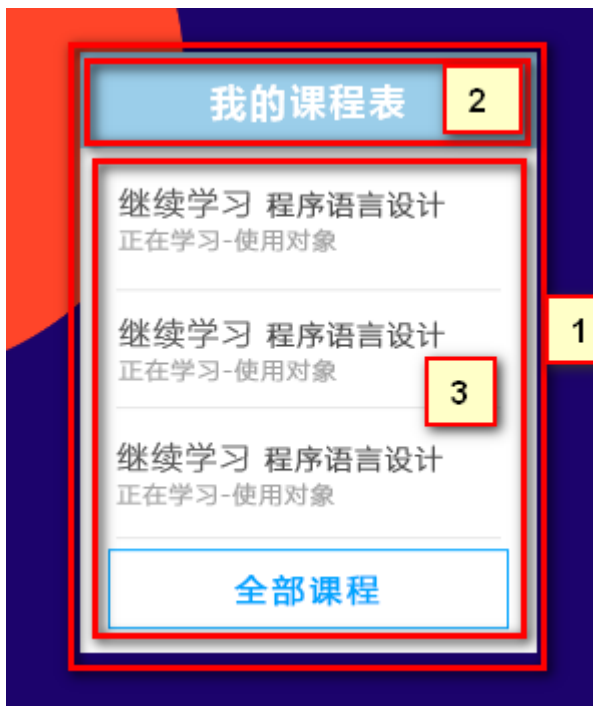 我的课程表
2
继续学习 程序语言设计
正在学习-使用对象
继续学习 程序语言设计
1
正在学习-使用对象
3
继续学习 程序语言设计
正在学习-使用对象
全部课程